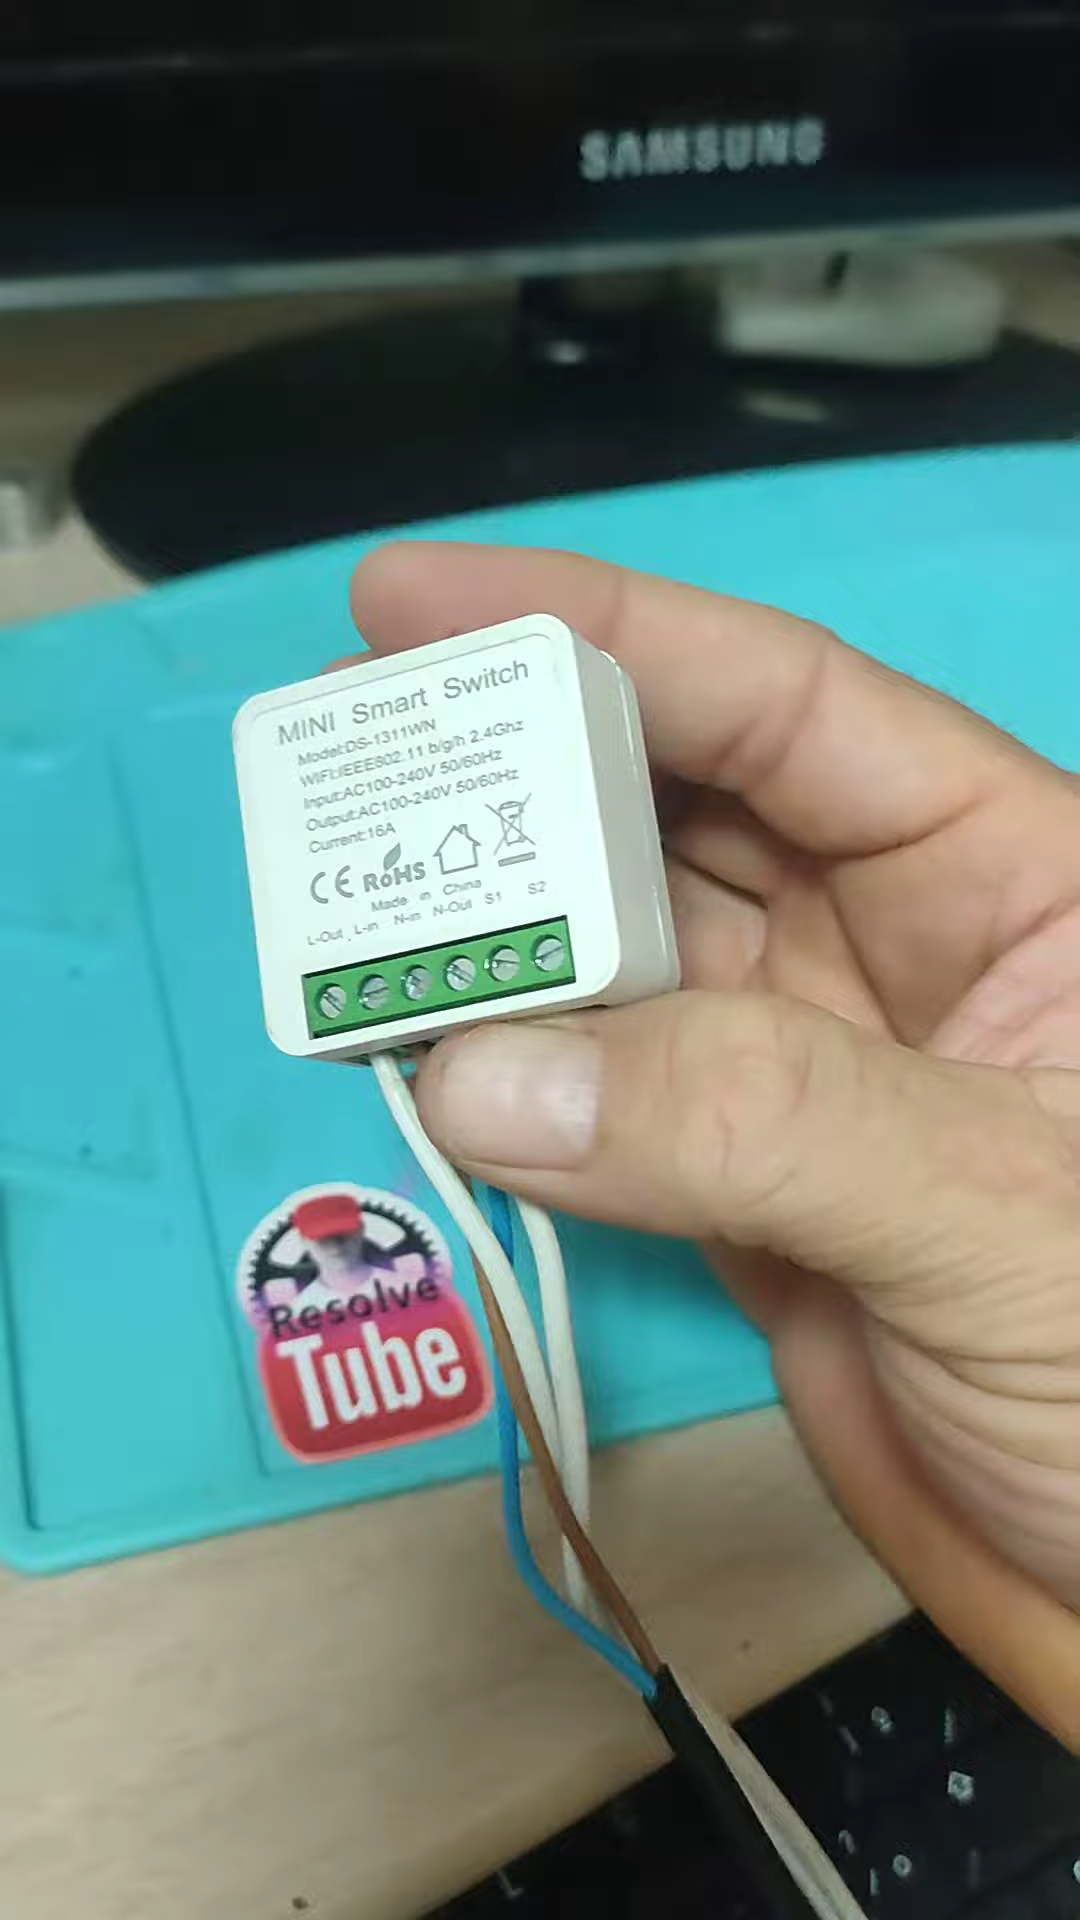 SAMSUNG
MINI Smart Switch
Model:DS-1311WN
WIFI:IEEE802.11 b/g/n 2.4Ghz
Input:AC100-240V 50/60Hz
Output:AC100-240V 50/60Hz
Current:16A
CE RoHS
Made in China
L-Out L-in N-in N-Out S1 S2
Resolve
Tube